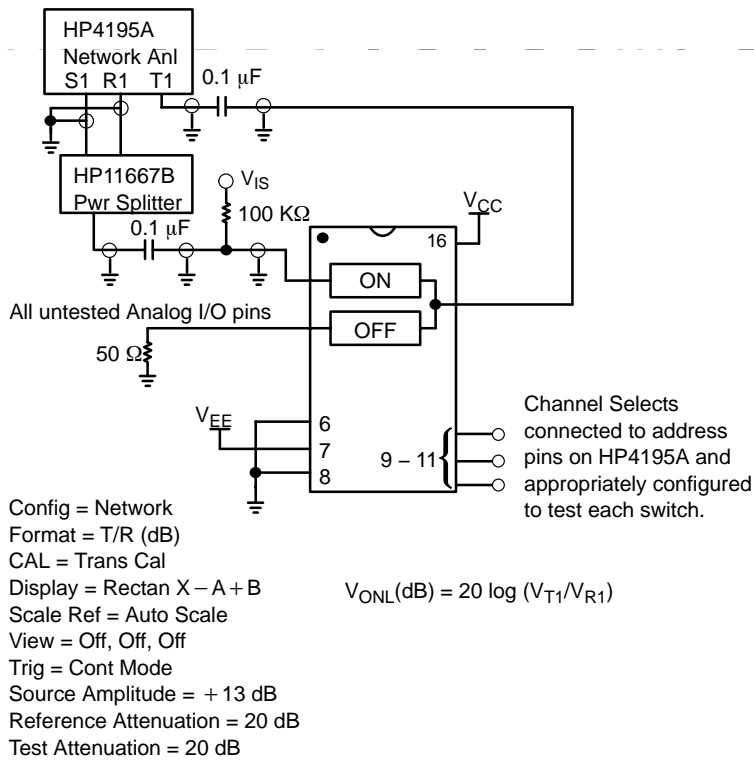 HP4195A
Network Anl
S1 R1 T1
0.1 μF
HP11667B
Pwr Splitter
V_IS
100 KΩ
0.1 μF
V_CC
16
ON
All untested Analog I/O pins
OFF
50 Ω
V_EE
6
7
8
9 – 11
Channel Selects
connected to address
pins on HP4195A and
appropriately configured
to test each switch.
Config = Network
Format = T/R (dB)
CAL = Trans Cal
Display = Rectan X – A + B
Scale Ref = Auto Scale
View = Off, Off, Off
Trig = Cont Mode
Source Amplitude = +13 dB
Reference Attenuation = 20 dB
Test Attenuation = 20 dB
V_ONL(dB) = 20 log (V_T1/V_R1)